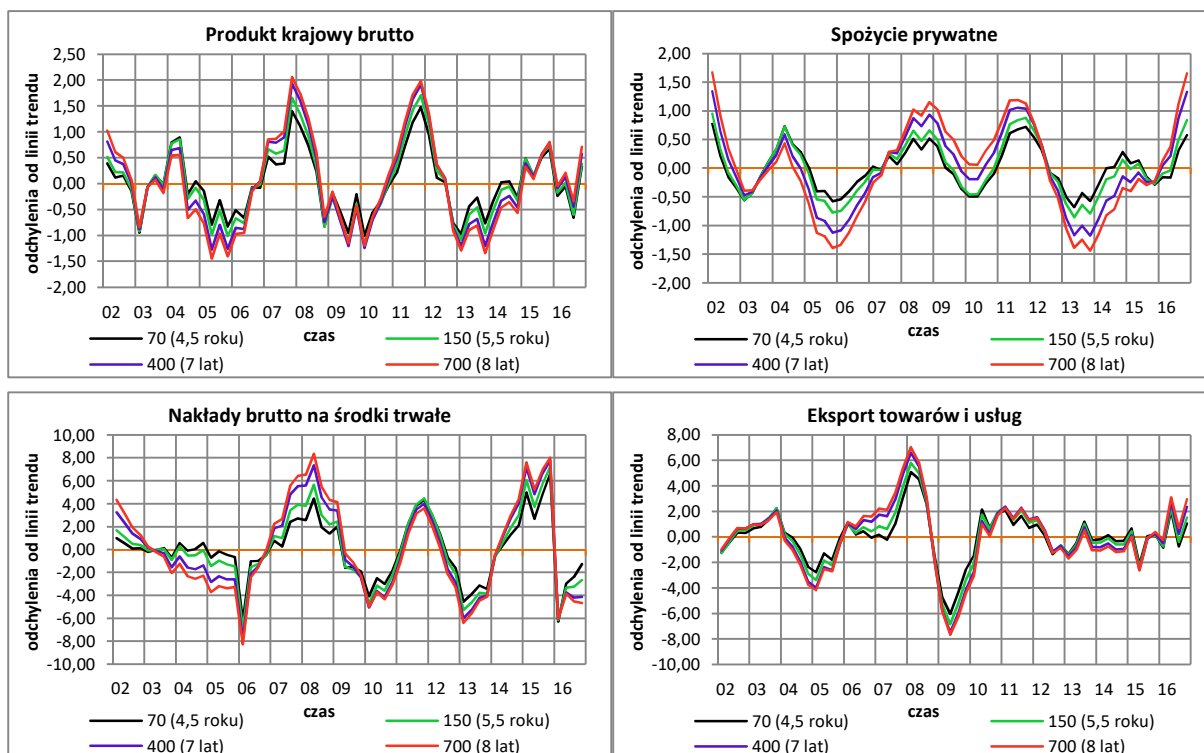 Produkt krajowy brutto
odchylenia od linii trendu
2,50
2,00
1,50
1,00
0,50
0,00
-0,50
-1,00
-1,50
-2,00
02 03 04 05 06 07 08 09 10 11 12 13 14 15 16
czas
70 (4,5 roku) 150 (5,5 roku)
400 (7 lat) 700 (8 lat)
Spożycie prywatne
odchylenia od linii trendu
2,00
1,50
1,00
0,50
0,00
-0,50
-1,00
-1,50
-2,00
02 03 04 05 06 07 08 09 10 11 12 13 14 15 16
czas
70 (4,5 roku) 150 (5,5 roku)
400 (7 lat) 700 (8 lat)
Nakłady brutto na środki trwałe
odchylenia od linii trendu
10,00
8,00
6,00
4,00
2,00
0,00
-2,00
-4,00
-6,00
-8,00
-10,00
02 03 04 05 06 07 08 09 10 11 12 13 14 15 16
czas
70 (4,5 roku) 150 (5,5 roku)
400 (7 lat) 700 (8 lat)
Eksport towarów i usług
odchylenia od linii trendu
8,00
6,00
4,00
2,00
0,00
-2,00
-4,00
-6,00
-8,00
-10,00
02 03 04 05 06 07 08 09 10 11 12 13 14 15 16
czas
70 (4,5 roku) 150 (5,5 roku)
400 (7 lat) 700 (8 lat)